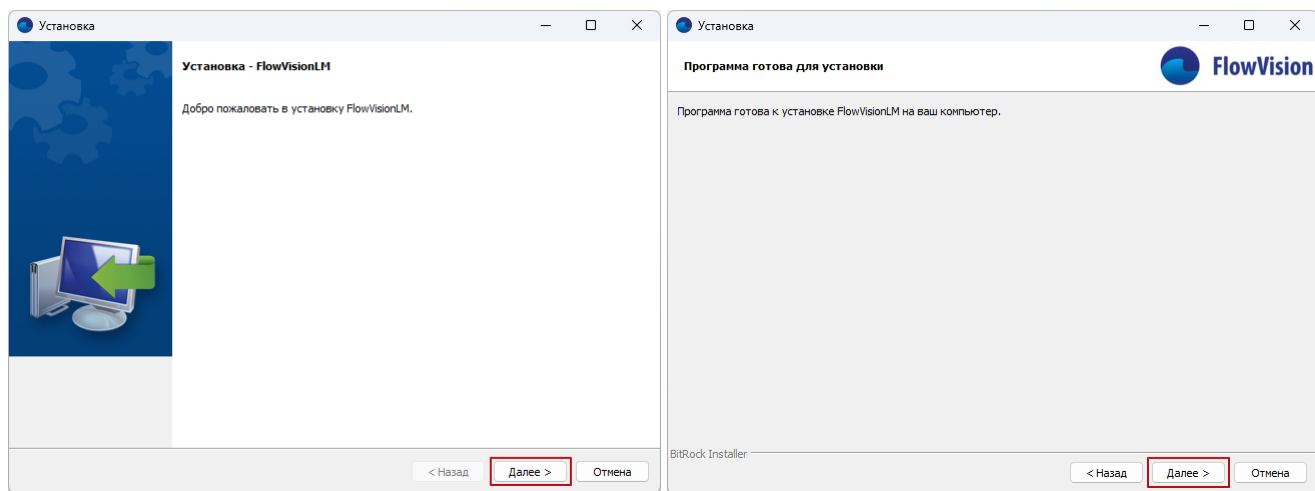 Установка
Установка - FlowVisionLM
Добро пожаловать в установку FlowVisionLM.
< Назад
Далее >
Отмена
Установка
Программа готова для установки
FlowVision
Программа готова к установке FlowVisionLM на ваш компьютер.
BitRock Installer
< Назад
Далее >
Отмена